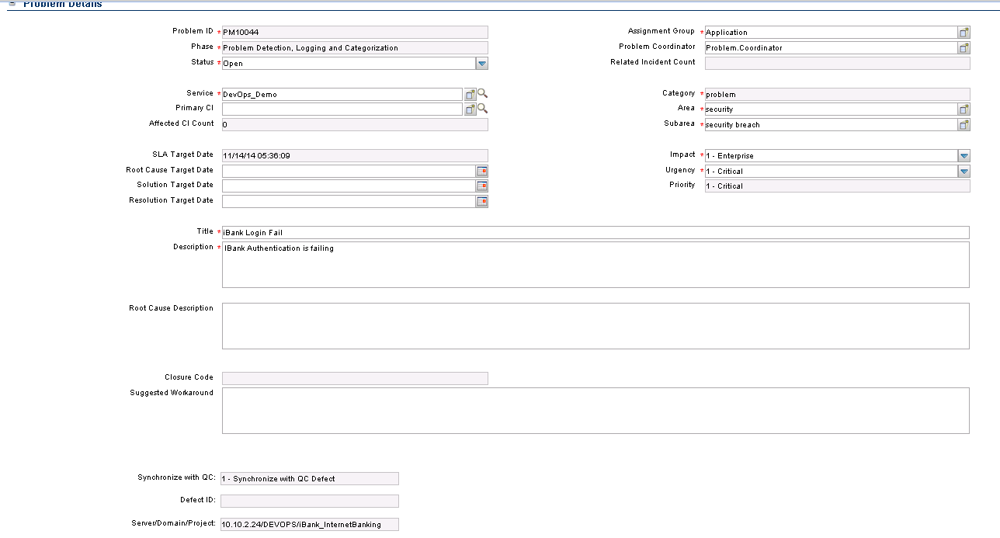 Problem Details
Problem ID * PM10044
Phase * Problem Detection, Logging and Categorization
Status * Open
Assignment Group * Application
Problem Coordinator Problem.Coordinator
Related Incident Count
Service * DevOps_Demo
Primary CI
Affected CI Count 0
Category * problem
Area * security
Subarea * security breach
SLA Target Date 11/14/14 05:36:09
Root Cause Target Date
Solution Target Date
Resolution Target Date
Impact * 1 - Enterprise
Urgency * 1 - Critical
Priority 1 - Critical
Title * iBank Login Fail
Description * IBank Authentication is failing
Root Cause Description
Closure Code
Suggested Workaround
Synchronize with QC: 1 - Synchronize with QC Defect
Defect ID:
Server/Domain/Project: 10.10.2.24/DEVOPS/iBank_InternetBanking